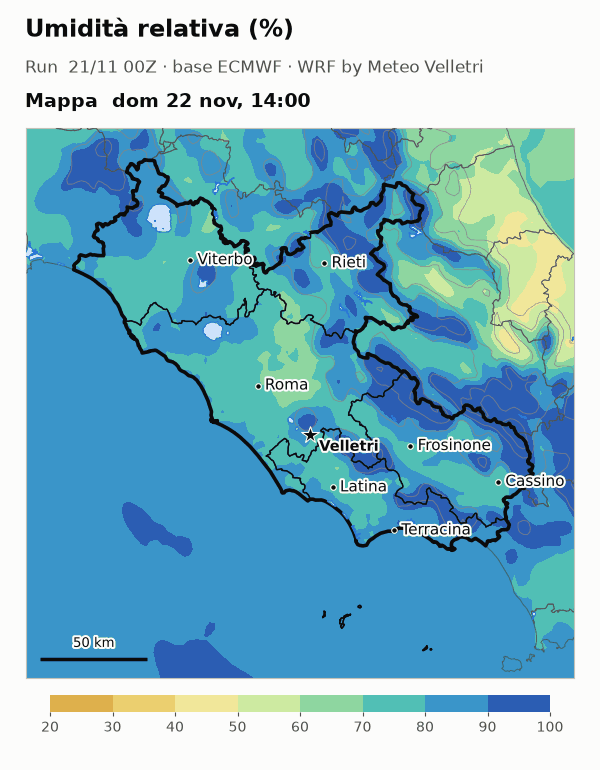 Umidità relativa (%)
Run  21/11 00Z · base ECMWF · WRF by Meteo Velletri
Mappa  dom 22 nov, 14:00
Viterbo
Rieti
Roma
Velletri
Frosinone
Cassino
Latina
Terracina
50 km
20 30 40 50 60 70 80 90 100